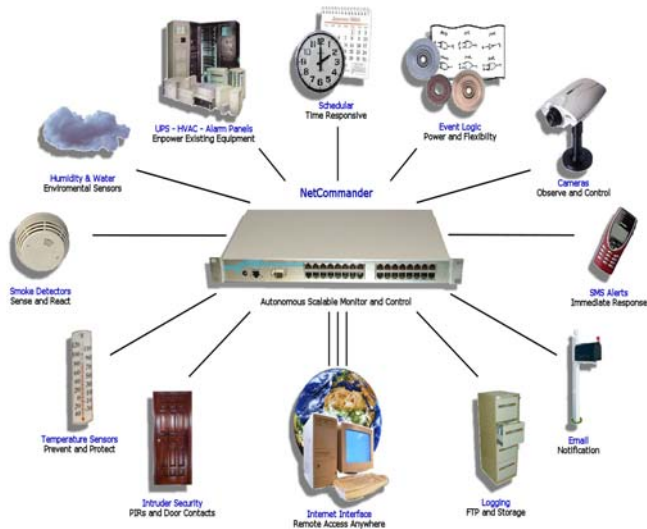 Schedular
Time Responsive
UPS - HVAC - Alarm Panels
Enpower Existing Equipment
Event Logic
Power and Flexibilty
Humidity & Water
Enviromental Sensors
NetCommander
Cameras
Observe and Control
Smoke Detectors
Sense and React
Autonomous Scalable Monitor and Control
SMS Alerts
Immediate Response
Temperature Sensors
Prevent and Protect
Intruder Security
PIRs and Door Contacts
Internet Interface
Remote Access Anywhere
Logging
FTP and Storage
Email
Notification